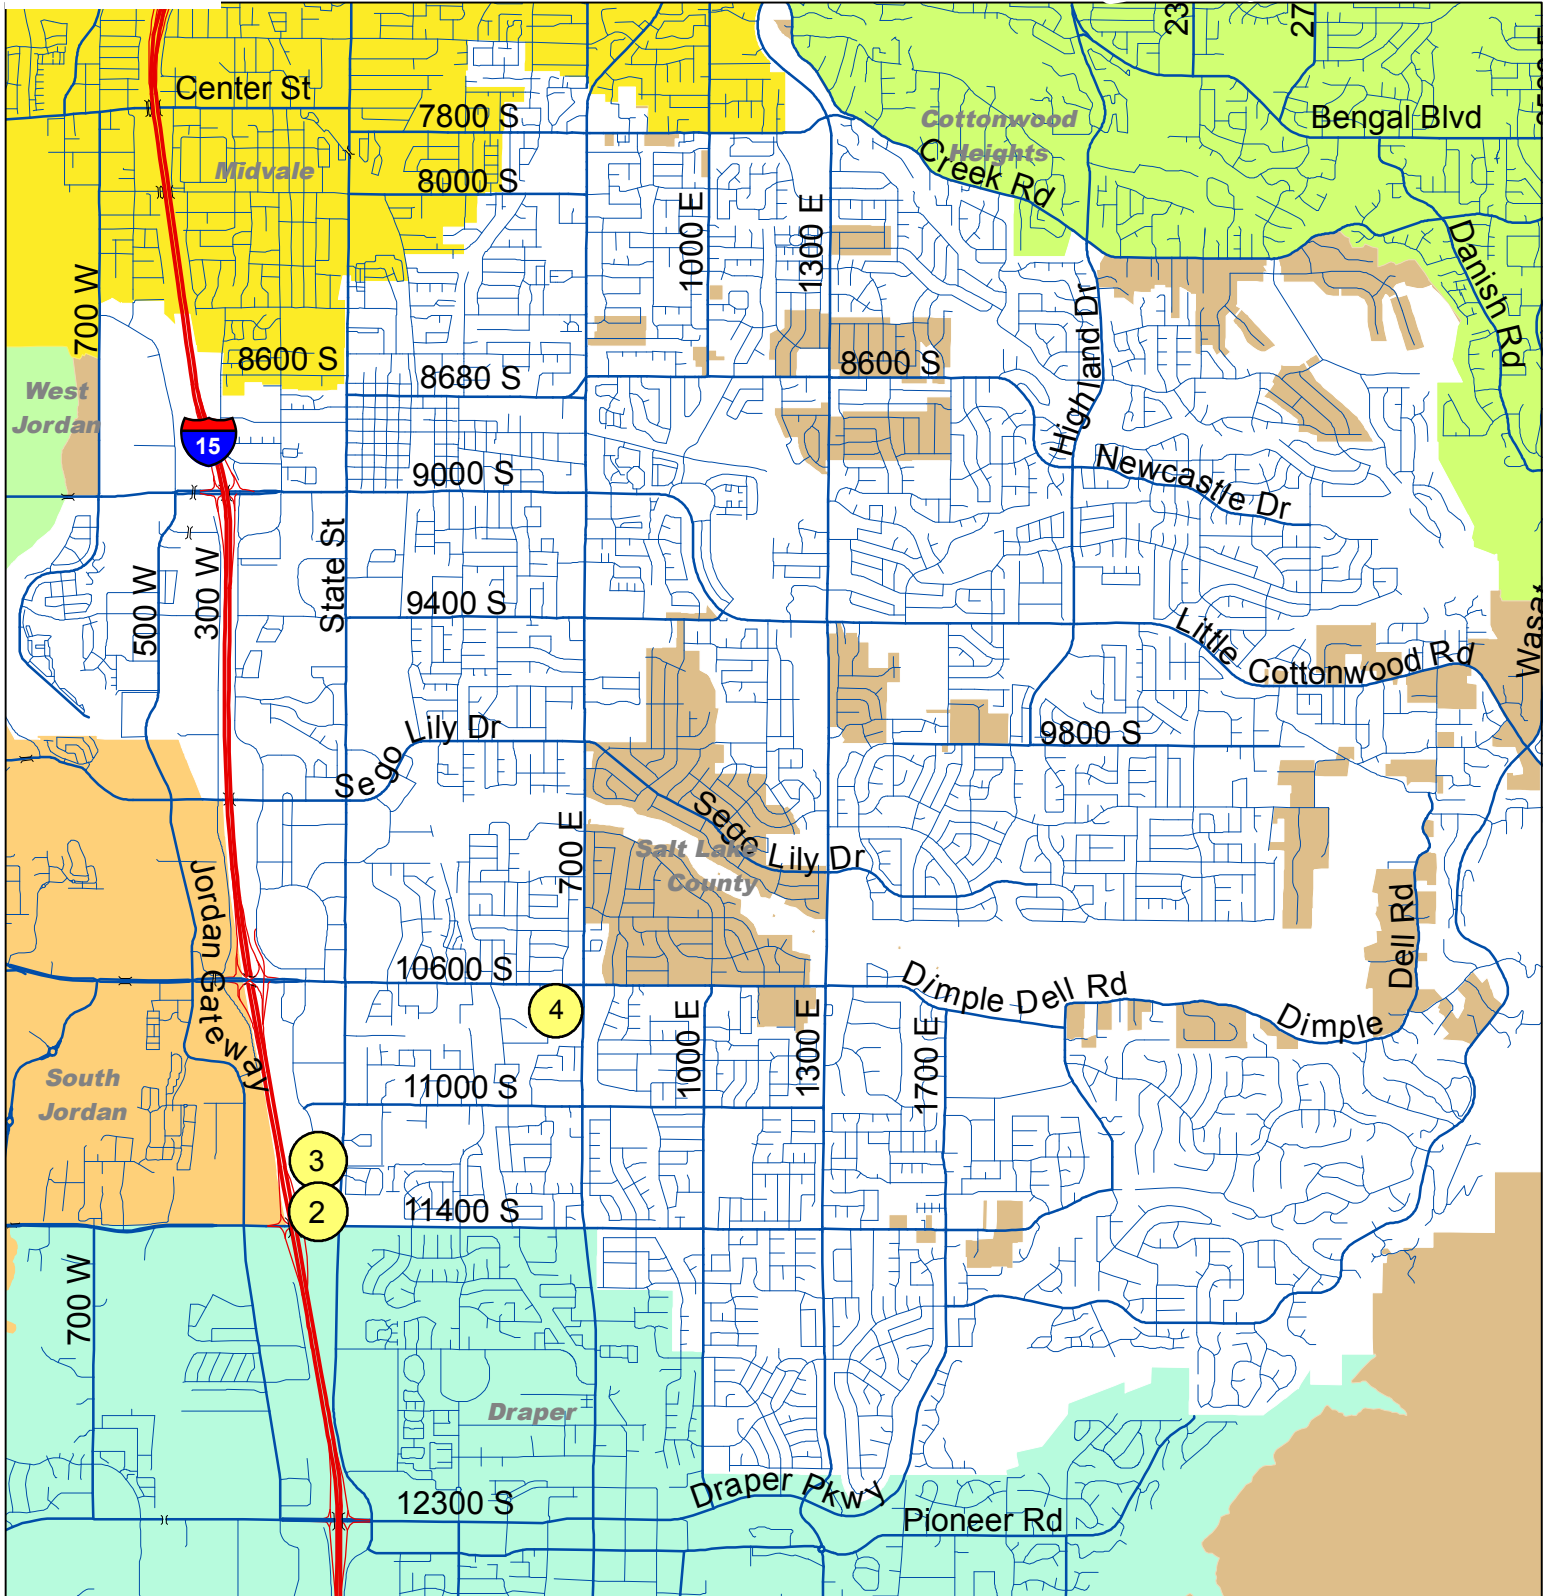 23
27
Center St
7800 S
Bengal Blvd
Cottonwood
Heights
Midvale
8000 S
Creek Rd
1000 E
1300 E
Danish Rd
700 W
8600 S
8680 S
8600 S
Highland Dr
West
Jordan
15
9000 S
Newcastle Dr
State St
500 W
300 W
9400 S
Little
Cottonwood Rd
Wasat
Sego
Lily Dr
9800 S
Sego
Lily Dr
700 E
Salt Lake
County
Jordan Gateway
Dell Rd
10600 S
Dimple Dell Rd
4
1000 E
1300 E
1700 E
Dimple
South
Jordan
11000 S
3
2
11400 S
700 W
Draper
12300 S
Draper Pkwy
Pioneer Rd